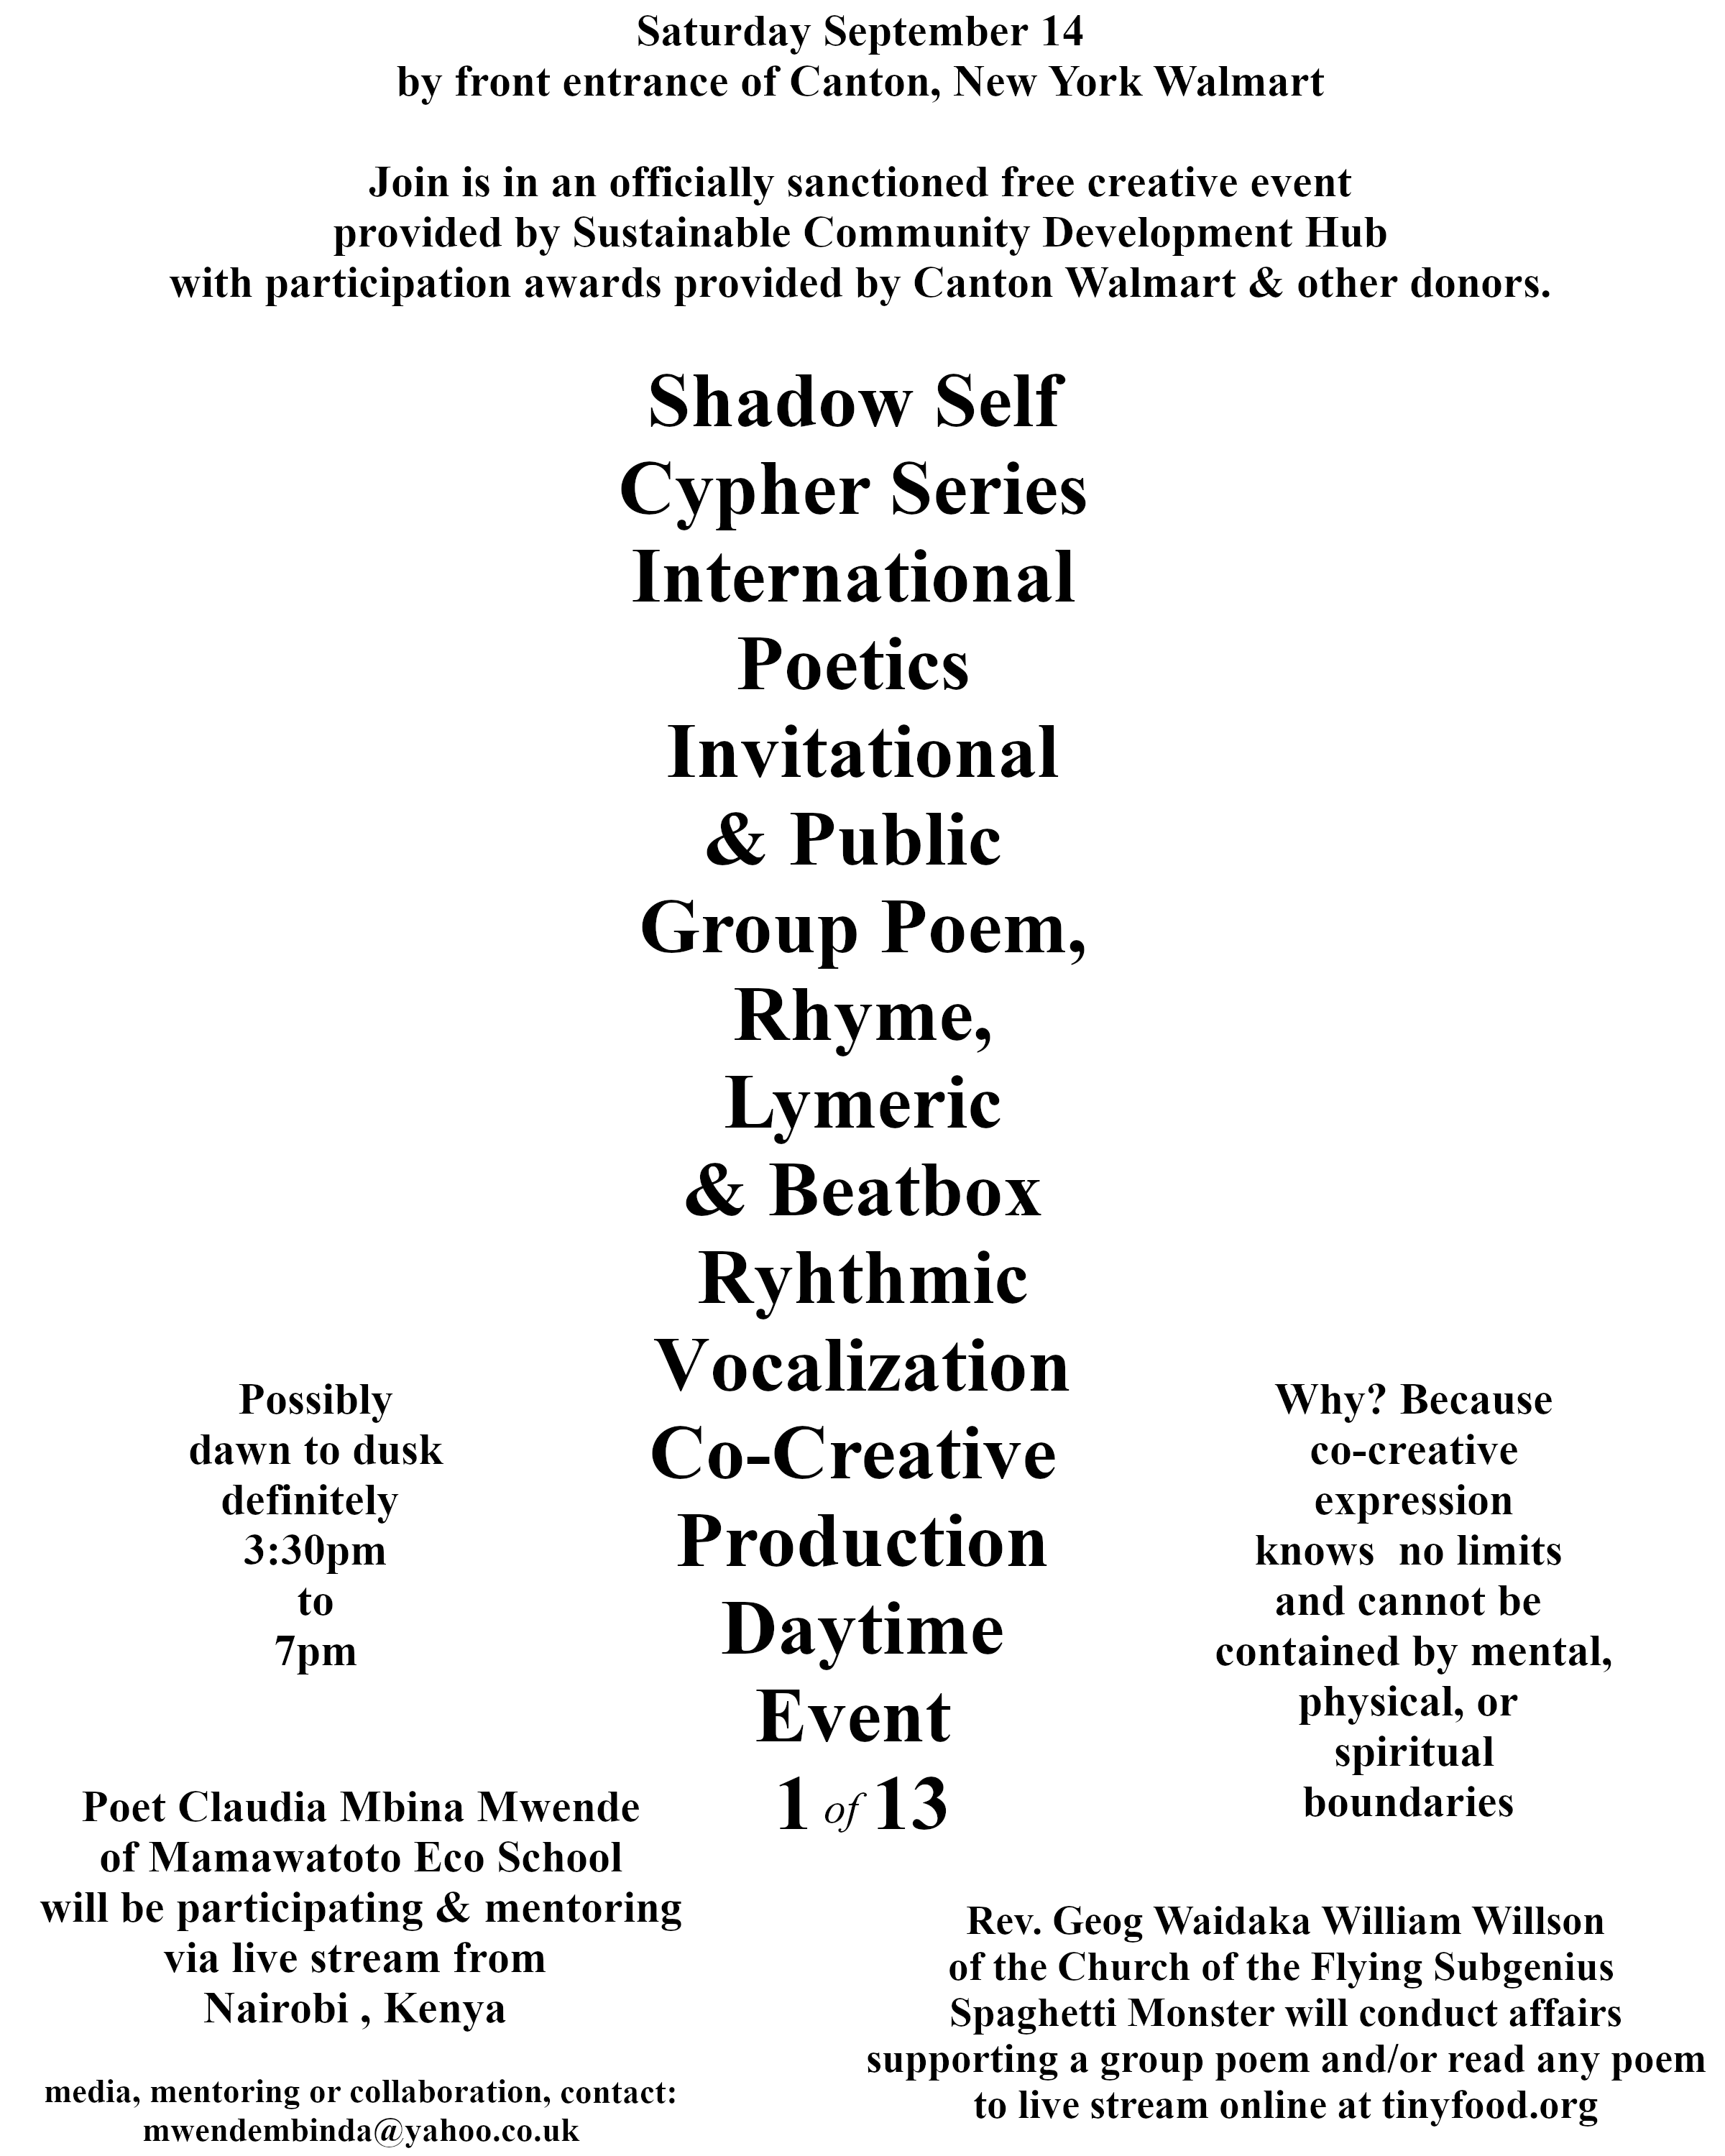 Saturday September 14
by front entrance of Canton, New York Walmart
Join is in an officially sanctioned free creative event
provided by Sustainable Community Development Hub
with participation awards provided by Canton Walmart & other donors.
Shadow Self
Cypher Series
International
Poetics
Invitational
& Public
Group Poem,
Rhyme,
Lymeric
& Beatbox
Ryhthmic
Vocalization
Co-Creative
Production
Daytime
Event
1 of 13
Possibly
dawn to dusk
definitely
3:30pm
to
7pm
Why? Because
co-creative
expression
knows  no limits
and cannot be
contained by mental,
physical, or
spiritual
boundaries
Poet Claudia Mbina Mwende
of Mamawatoto Eco School
will be participating & mentoring
via live stream from
Nairobi , Kenya
media, mentoring or collaboration, contact:
mwendembinda@yahoo.co.uk
Rev. Geog Waidaka William Willson
of the Church of the Flying Subgenius
Spaghetti Monster will conduct affairs
supporting a group poem and/or read any poem
to live stream online at tinyfood.org